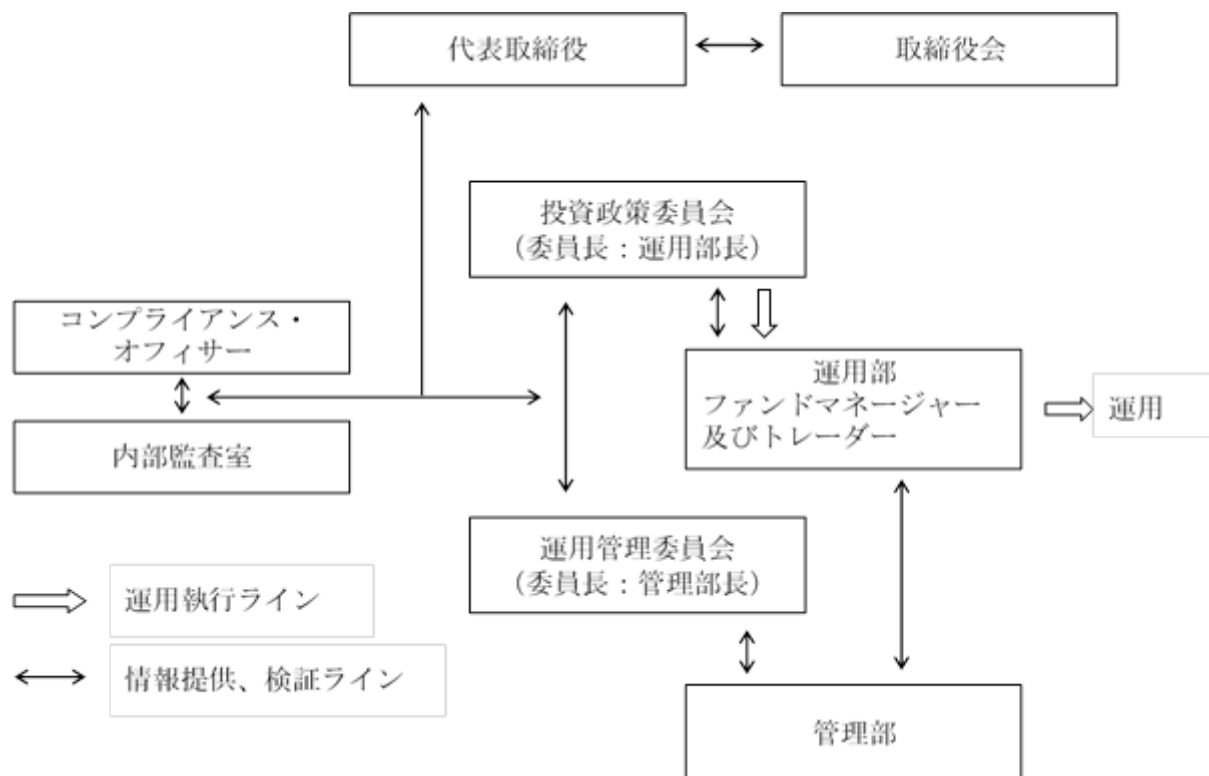 代表取締役
取締役会
投資政策委員会
（委員長：運用部長）
コンプライアンス・
オフィサー
運用部
ファンドマネージャー
及びトレーダー
運用
内部監査室
運用管理委員会
（委員長：管理部長）
運用執行ライン
情報提供、検証ライン
管理部